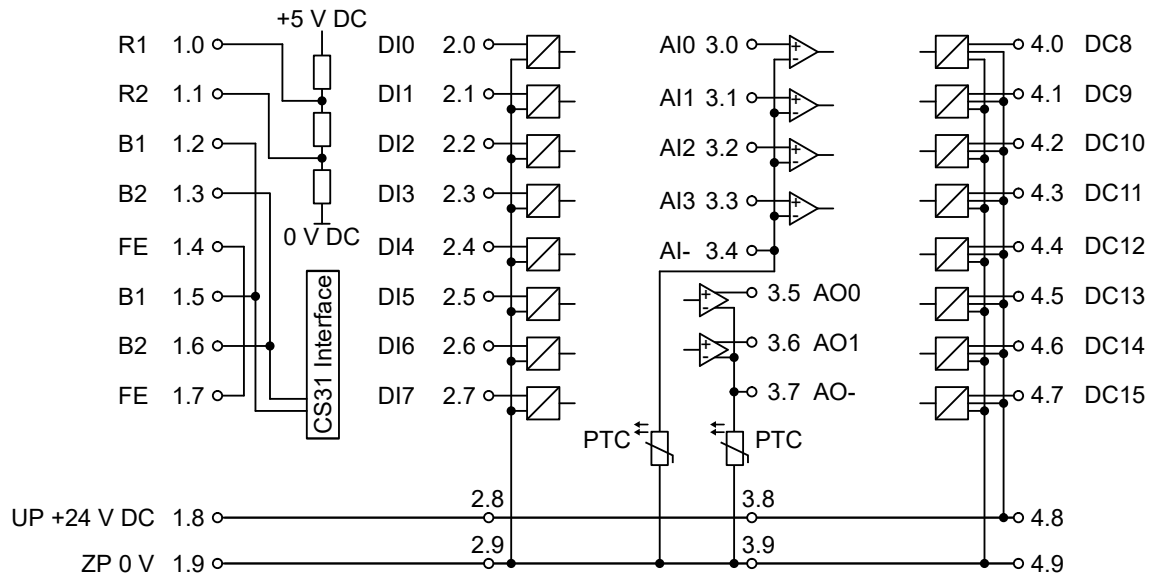 +5 V DC
R1 1.0 DI0 2.0 AI0 3.0 4.0 DC8
R2 1.1 DI1 2.1 AI1 3.1 4.1 DC9
B1 1.2 DI2 2.2 AI2 3.2 4.2 DC10
B2 1.3 DI3 2.3 AI3 3.3 4.3 DC11
0 V DC
FE 1.4 DI4 2.4 AI- 3.4 4.4 DC12
B1 1.5 DI5 2.5 3.5 AO0 4.5 DC13
B2 1.6 DI6 2.6 3.6 AO1 4.6 DC14
FE 1.7 DI7 2.7 3.7 AO- 4.7 DC15
CS31 Interface
+
-
+
-
+
-
+
-
+
-
+
-
PTC PTC
2.8 3.8
UP +24 V DC 1.8 4.8
2.9 3.9
ZP 0 V 1.9 4.9